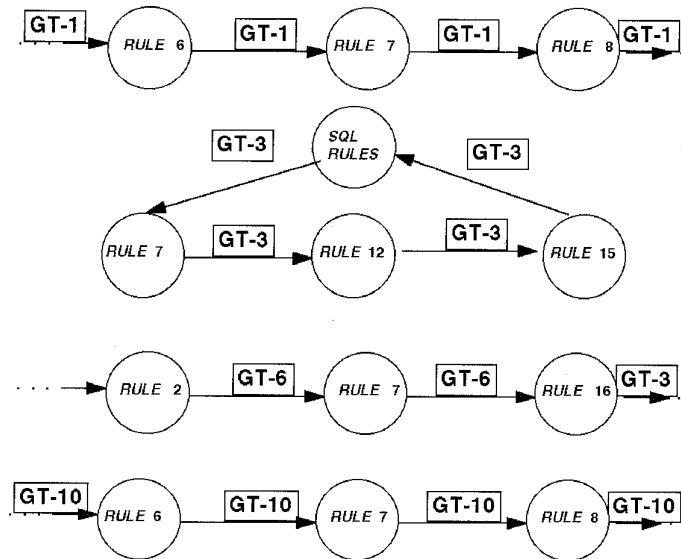 GT-1 GT-1 GT-1 GT-1
RULE 6 RULE 7 RULE 8
GT-3 SQL RULES GT-3
RULE 7 GT-3 RULE 12 GT-3 RULE 15
GT-6 GT-6 GT-3
RULE 2 RULE 7 RULE 16
GT-10 GT-10 GT-10 GT-10
RULE 6 RULE 7 RULE 8